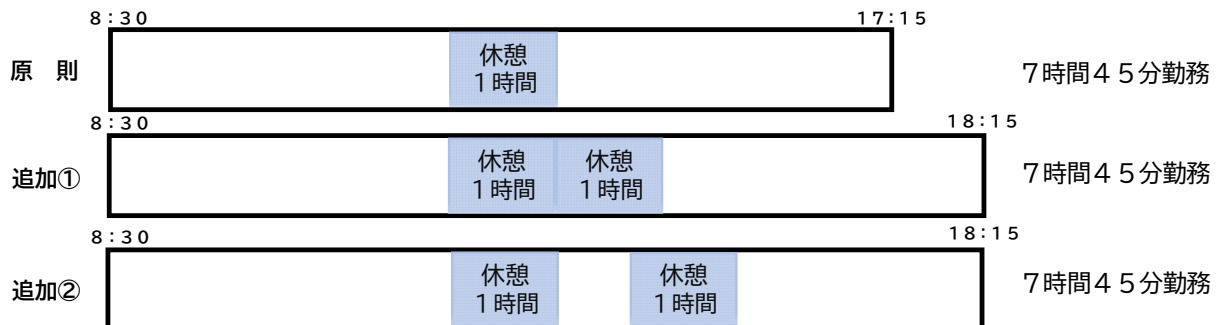 8:30 17:15
原　則
休憩
1時間
7時間45分勤務
8:30 18:15
追加①
休憩 休憩
1時間 1時間
7時間45分勤務
8:30 18:15
追加②
休憩 休憩
1時間 1時間
7時間45分勤務